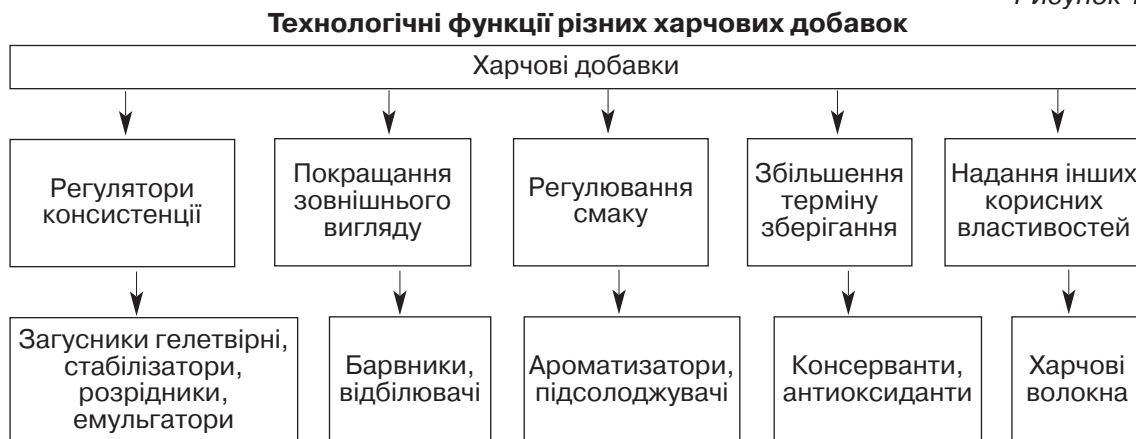 Рисунок
Технологічні функції різних харчових добавок
Харчові добавки
Регулятори
консистенції
Покращання
зовнішнього
вигляду
Регулювання
смаку
Збільшення
терміну
зберігання
Надання інших
корисних
властивостей
Загусники гелетвірні,
стабілізатори,
розрідники,
емульгатори
Барвники,
відбілювачі
Ароматизатори,
підсолоджувачі
Консерванти,
антиоксиданти
Харчові
волокна